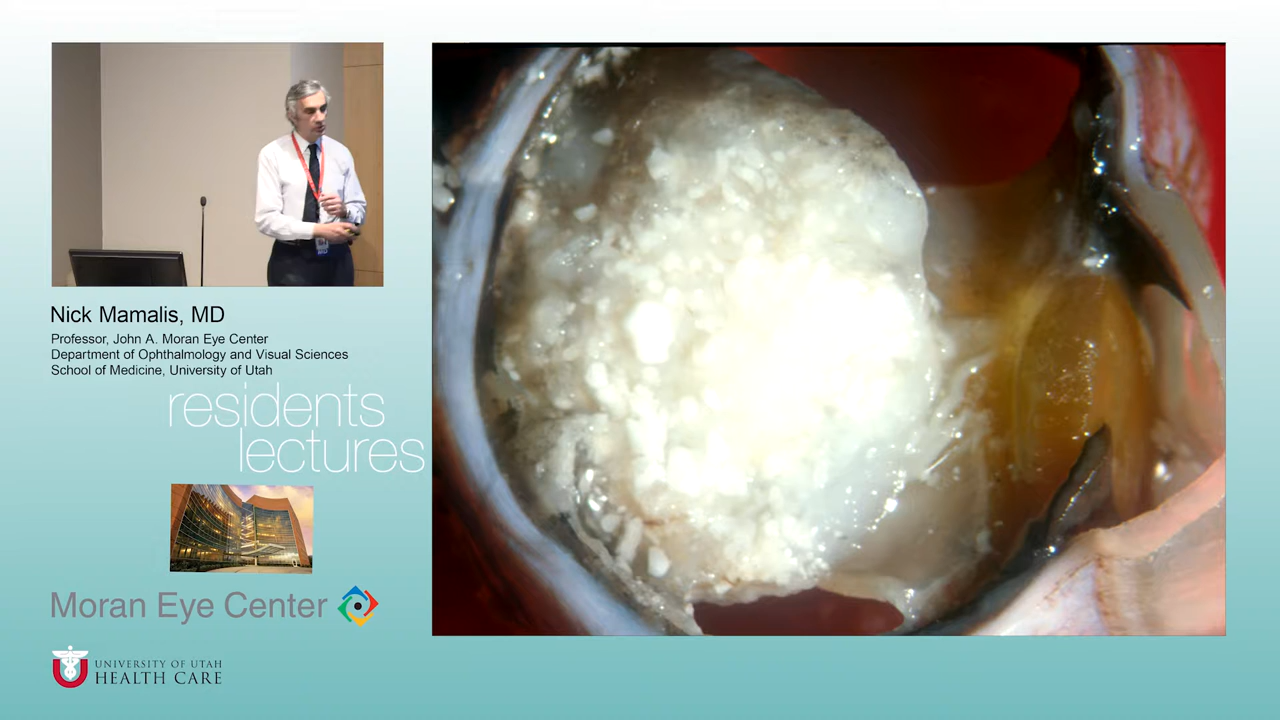 Nick Mamalis, MD
Professor, John A. Moran Eye Center
Department of Ophthalmology and Visual Sciences
School of Medicine, University of Utah
residents
lectures
Moran Eye Center
UNIVERSITY OF UTAH
HEALTH CARE